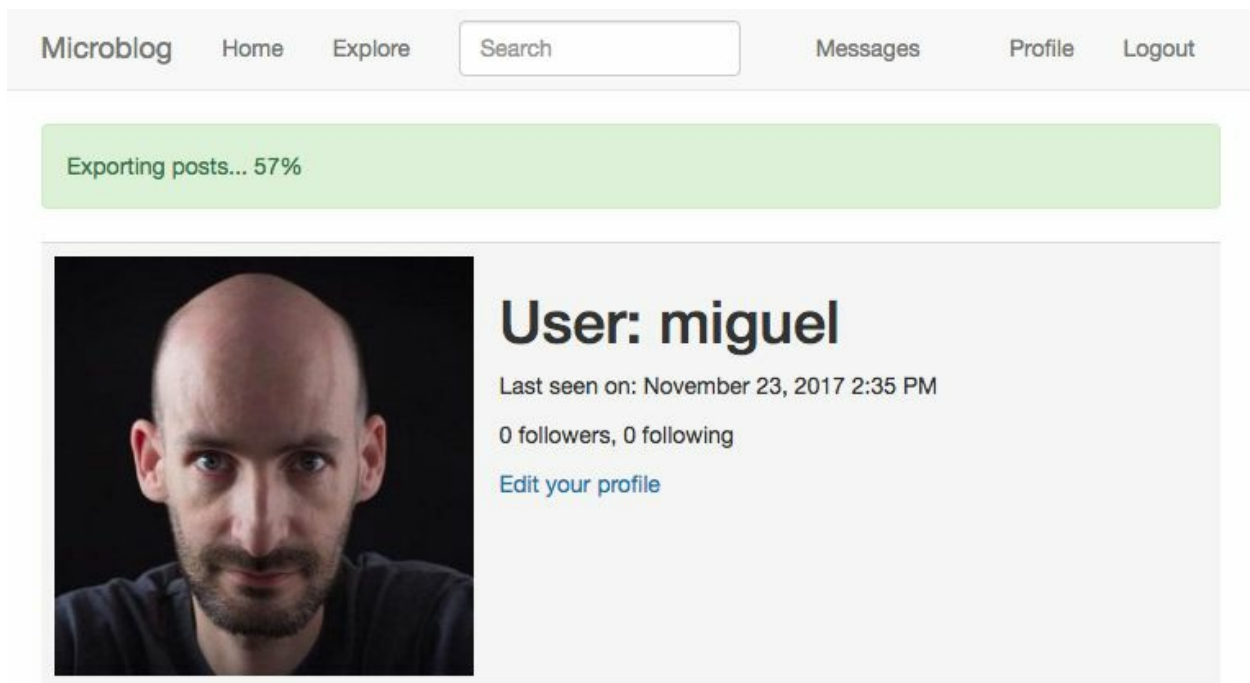 Microblog Home Explore Search Messages Profile Logout
Exporting posts... 57%
User: miguel
Last seen on: November 23, 2017 2:35 PM
0 followers, 0 following
Edit your profile